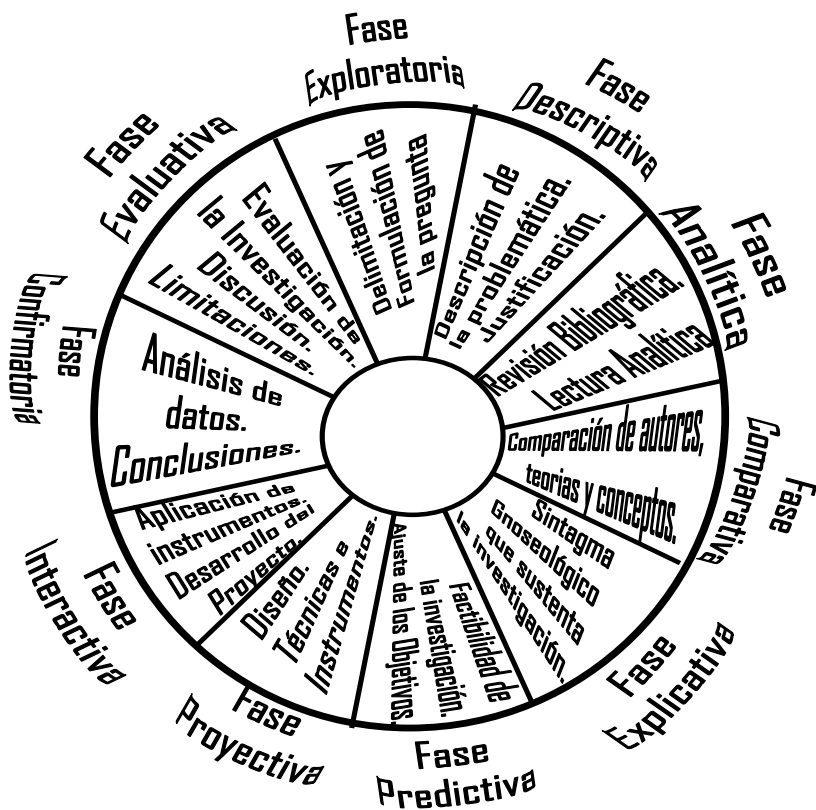 Fase
Exploratoria
Delimitación y
Formulación de
la pregunta
Fase
Descriptiva
Descripción de
la problemática.
Justificación.
Fase
Analítica
Revisión Bibliográfica.
Lectura Analítica
Fase
Comparativa
Comparación de autores,
teorias y conceptos.
Fase
Explicativa
Sintagma
Gnoseológico
que sustenta
la investigación.
Fase
Predictiva
Factibilidad de
la investigación.
Ajuste de los Objetivos.
Fase
Proyectiva
Diseño.
Técnicas e
Instrumentos.
Fase
Interactiva
Aplicación de
instrumentos.
Desarrollo del
Proyecto.
Fase
Confirmatoria
Análisis de
datos.
Conclusiones.
Fase
Evaluativa
Evaluación de
la Investigación.
Discusión.
Limitaciones.